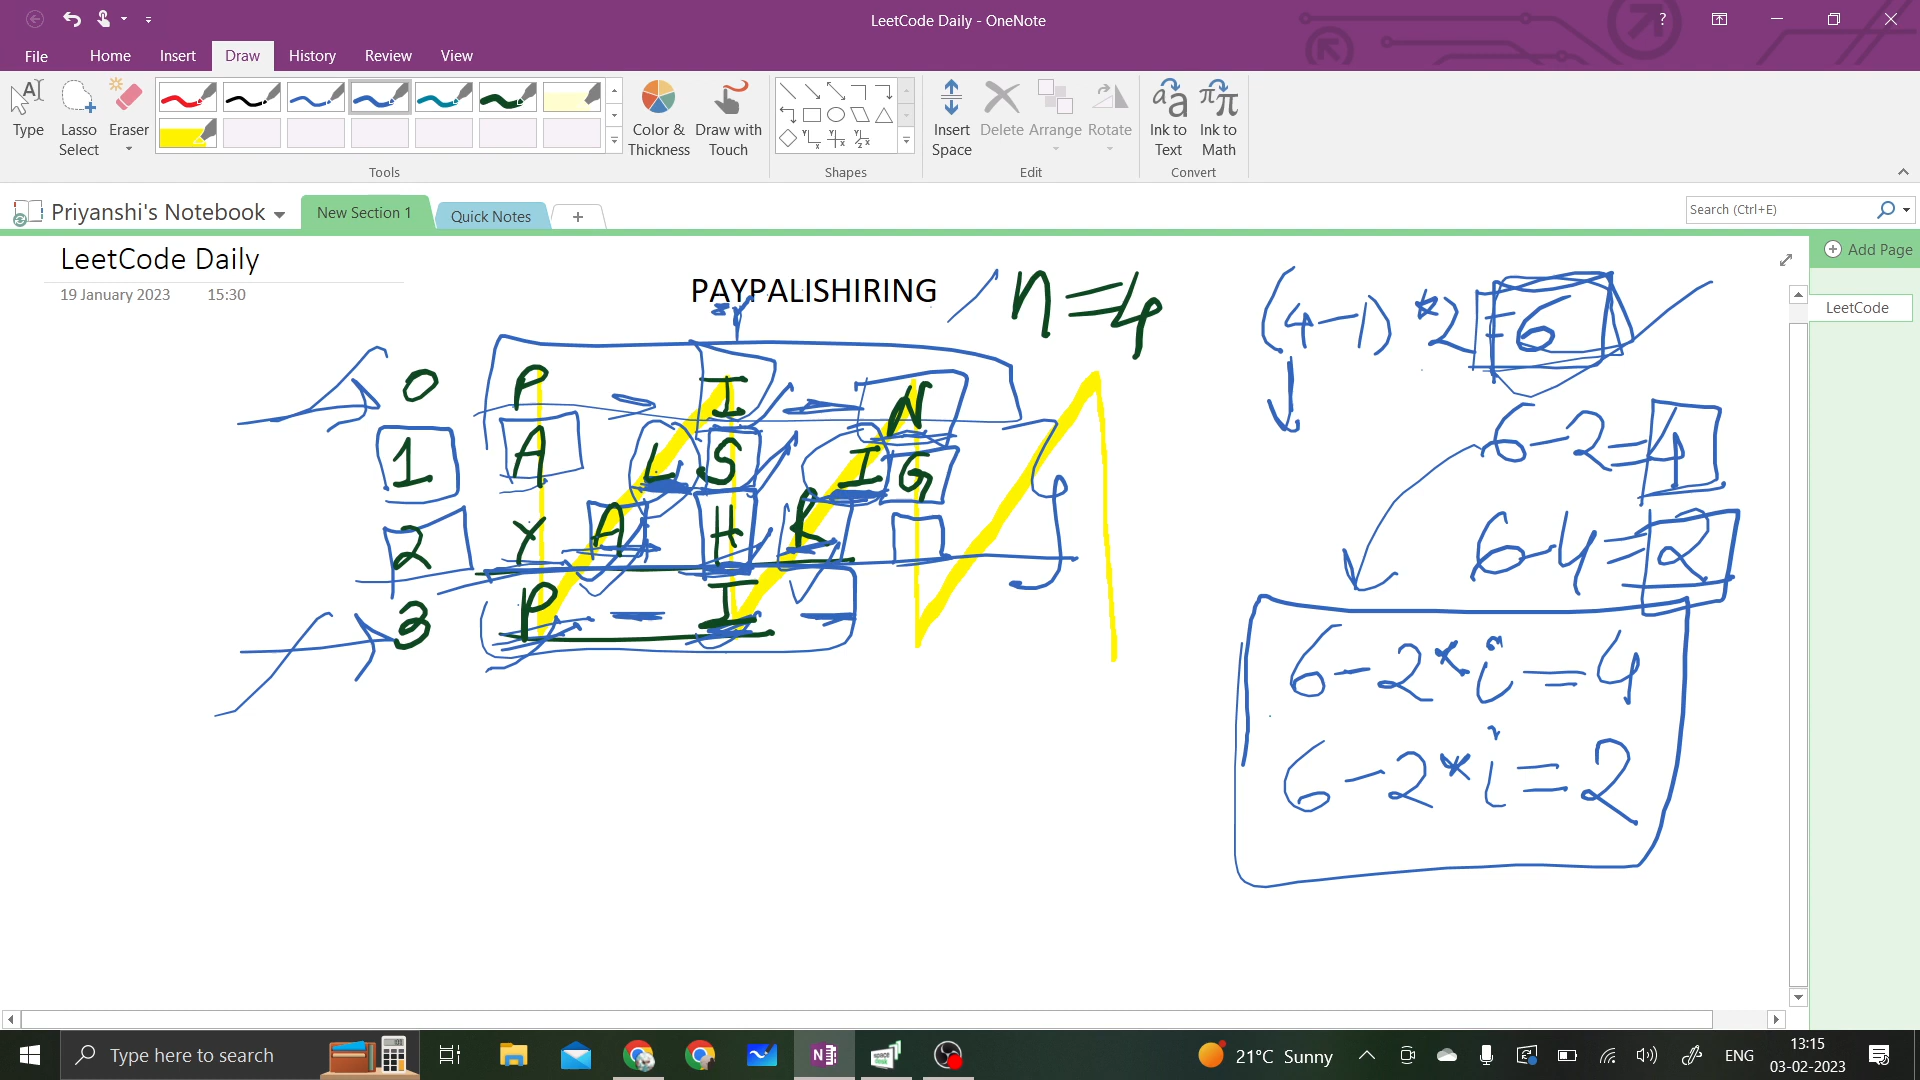 LeetCode Daily - OneNote
?
File Home Insert Draw History Review View
Type
Lasso Select
Eraser
Color & Thickness
Draw with Touch
Insert Space
Delete
Arrange
Rotate
Ink to Text
Ink to Math
Tools
Shapes
Edit
Convert
Priyanshi's Notebook
New Section 1
Quick Notes
+
Search (Ctrl+E)
Add Page
LeetCode
LeetCode Daily
19 January 2023 15:30
PAYPALISHIRING
n=4
(4-1)*2=6
6-2=4
6-4=2
6-2*i=4
6-2*i=2
0 P I N
1 A L S I G
2 Y A H R
3 P I
Type here to search
21°C Sunny
ENG
13:15
03-02-2023